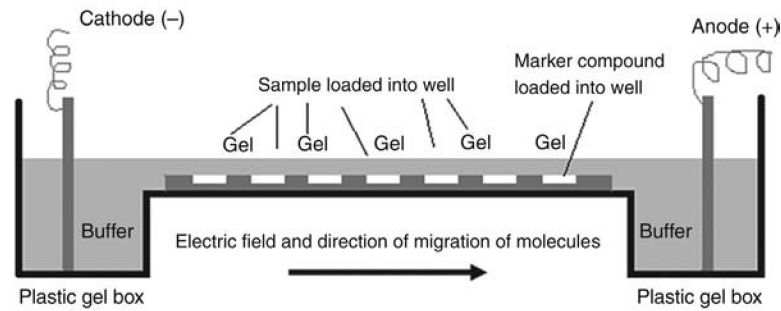 Cathode (–)
Anode (+)
Sample loaded into well
Marker compound
loaded into well
Gel
Gel
Gel
Gel
Gel
Buffer
Buffer
Electric field and direction of migration of molecules
Plastic gel box
Plastic gel box